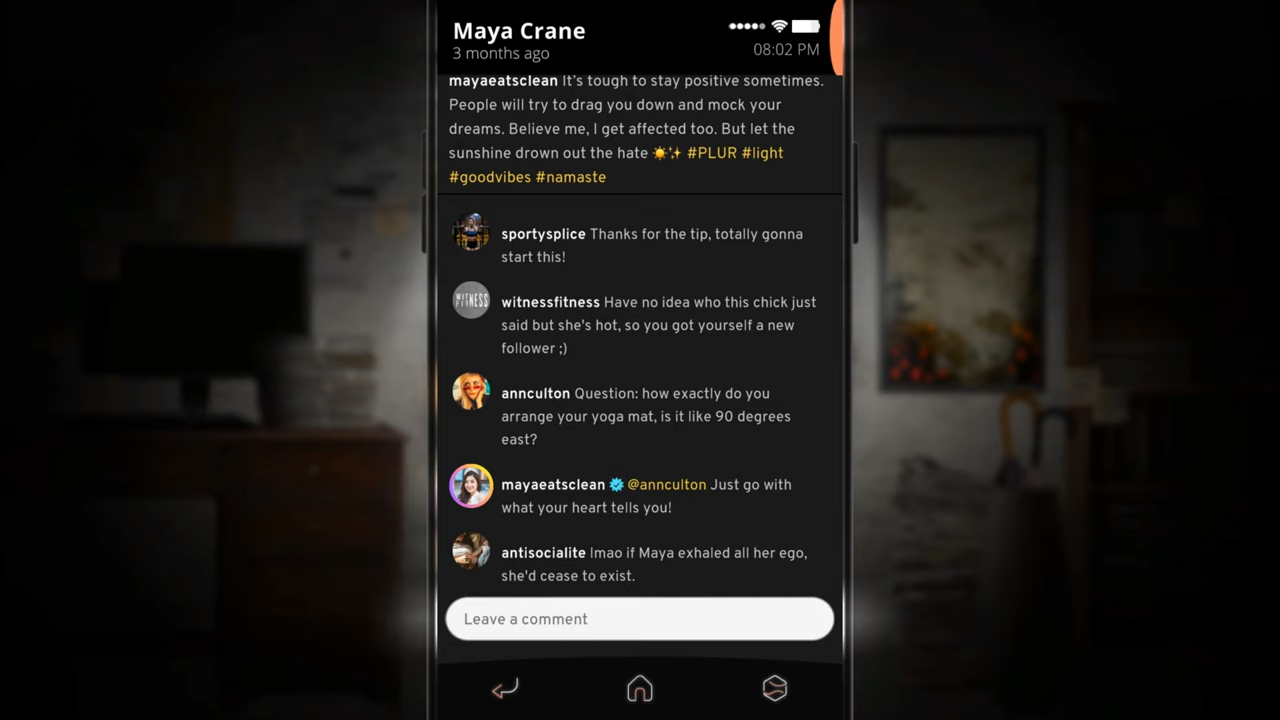 Maya Crane
3 months ago
08:02 PM
mayaeatsclean It's tough to stay positive sometimes.
People will try to drag you down and mock your
dreams. Believe me, I get affected too. But let the
sunshine drown out the hate ☀️✨ #PLUR #light
#goodvibes #namaste
sportysplice Thanks for the tip, totally gonna
start this!
WITNESS
FITNESS
witnessfitness Have no idea who this chick just
said but she's hot, so you got yourself a new
follower ;)
annculton Question: how exactly do you
arrange your yoga mat, is it like 90 degrees
east?
mayaeatsclean @annculton Just go with
what your heart tells you!
antisocialite lmao if Maya exhaled all her ego,
she'd cease to exist.
Leave a comment